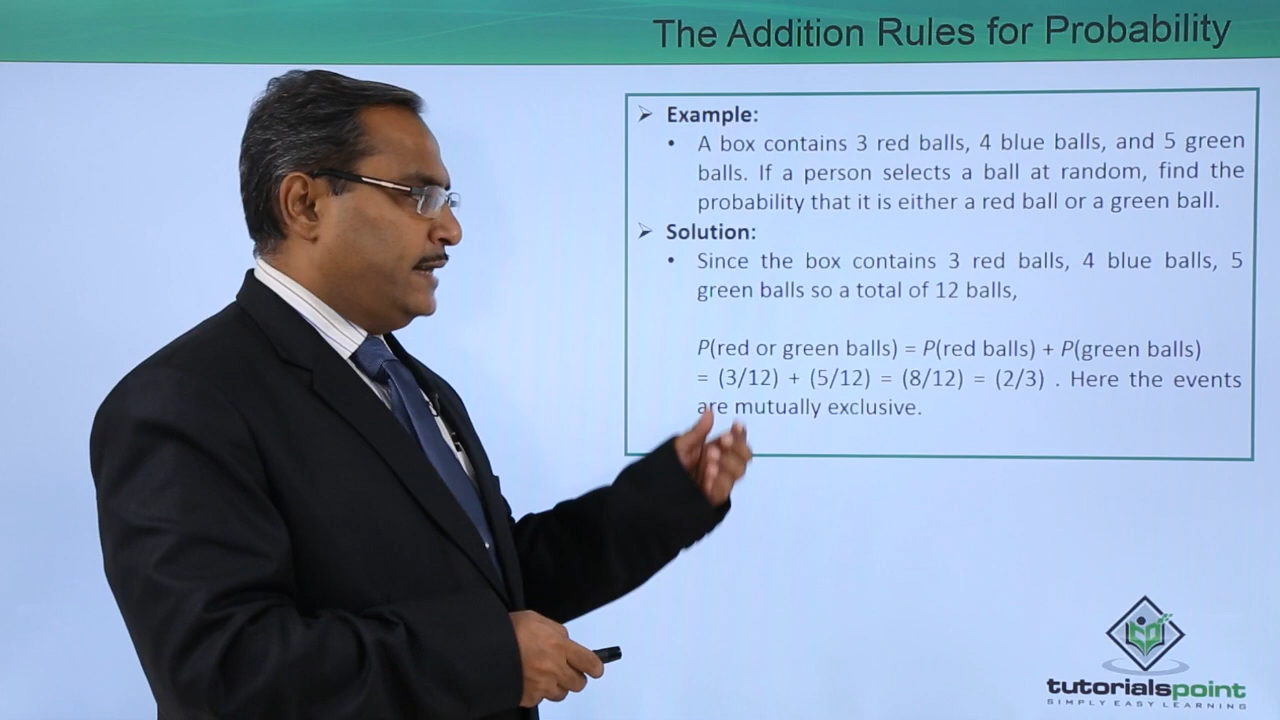 The Addition Rules for Probability
➢ Example:
• A box contains 3 red balls, 4 blue balls, and 5 green
balls. If a person selects a ball at random, find the
probability that it is either a red ball or a green ball.
➢ Solution:
• Since the box contains 3 red balls, 4 blue balls, 5
green balls so a total of 12 balls,
P(red or green balls) = P(red balls) + P(green balls)
= (3/12) + (5/12) = (8/12) = (2/3) . Here the events
are mutually exclusive.
tutorialspoint
SIMPLY EASY LEARNING